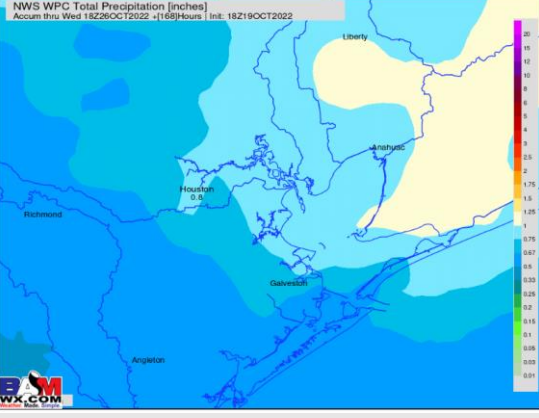 NWS WPC Total Precipitation [inches]
Accum thru Wed 18Z26OCT2022 +[168]Hours | Init: 18Z19OCT2022
Liberty
Anahuac
Houston
0.8
Richmond
Galveston
Angleton
20
15
12
10
8
6
5
4
3
2.5
2
1.75
1.5
1.25
1
0.75
0.67
0.5
0.33
0.25
0.2
0.15
0.1
0.05
0.03
0.01
BAM
WX.COM
Weather Made Simple